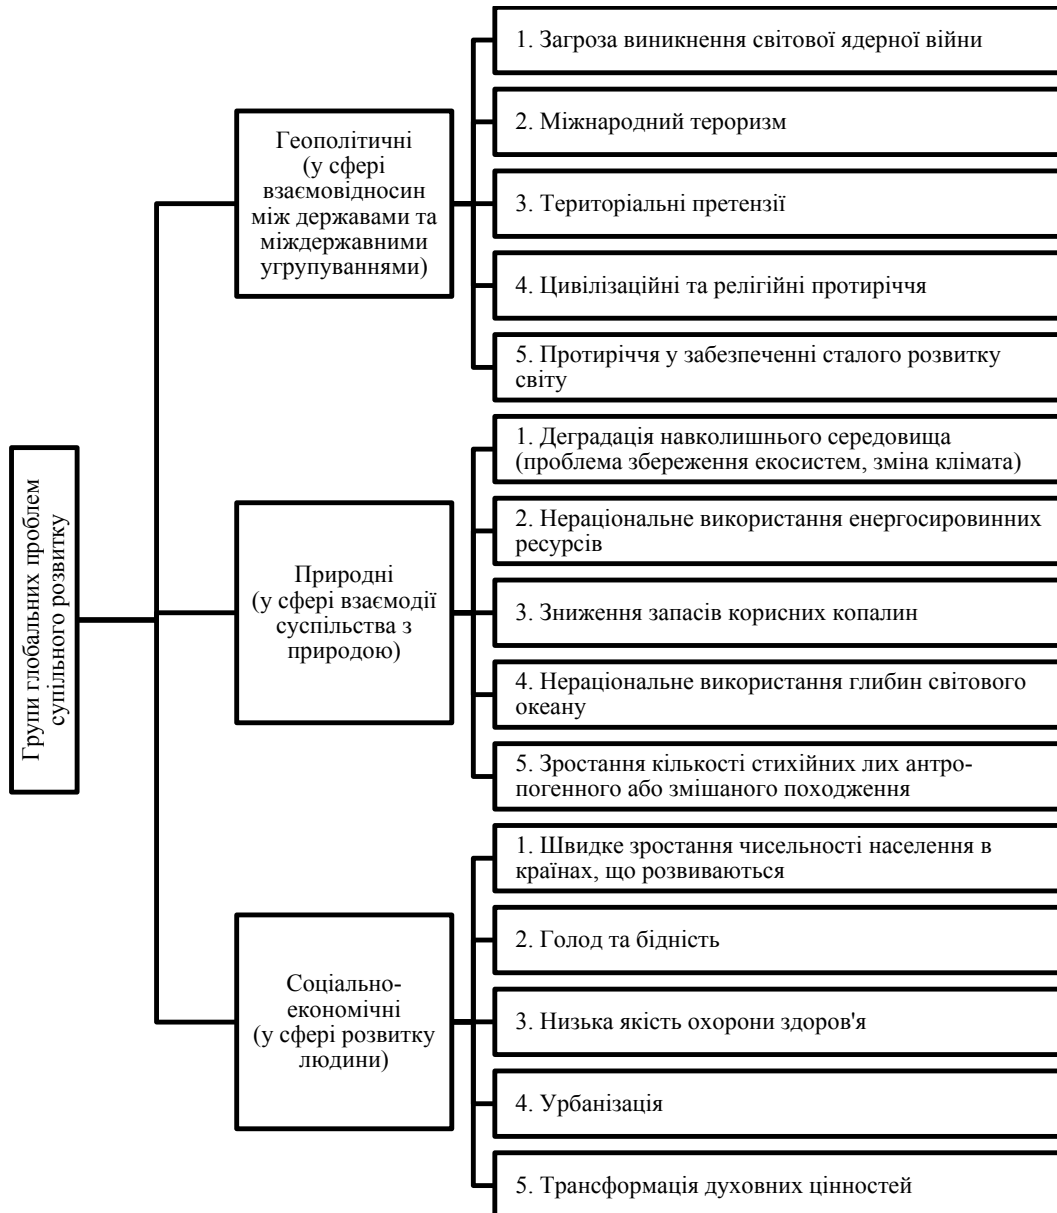 Групи глобальних проблем
супільного розвитку
Геополітичні
(у сфері
взаємовідносин
між державами та
міждержавними
угрупуваннями)
1. Загроза виникнення світової ядерної війни
2. Міжнародний тероризм
3. Територіальні претензії
4. Цивілізаційні та релігійні протиріччя
5. Протиріччя у забезпеченні сталого розвитку
світу
Природні
(у сфері взаємодії
суспільства з
природою)
1. Деградація навколишнього середовища
(проблема збереження екосистем, зміна клімата)
2. Нераціональне використання енергосировинних
ресурсів
3. Зниження запасів корисних копалин
4. Нераціональне використання глибин світового
океану
5. Зростання кількості стихійних лих антро-
погенного або змішаного походження
Соціально-
економічні
(у сфері розвитку
людини)
1. Швидке зростання чисельності населення в
країнах, що розвиваються
2. Голод та бідність
3. Низька якість охорони здоров'я
4. Урбанізація
5. Трансформація духовних цінностей